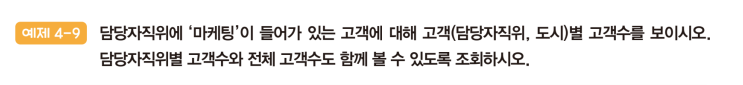 예제 4-9 담당자직위에 ‘마케팅’이 들어가 있는 고객에 대해 고객(담당자직위, 도시)별 고객수를 보이시오.
담당자직위별 고객수와 전체 고객수도 함께 볼 수 있도록 조회하시오.